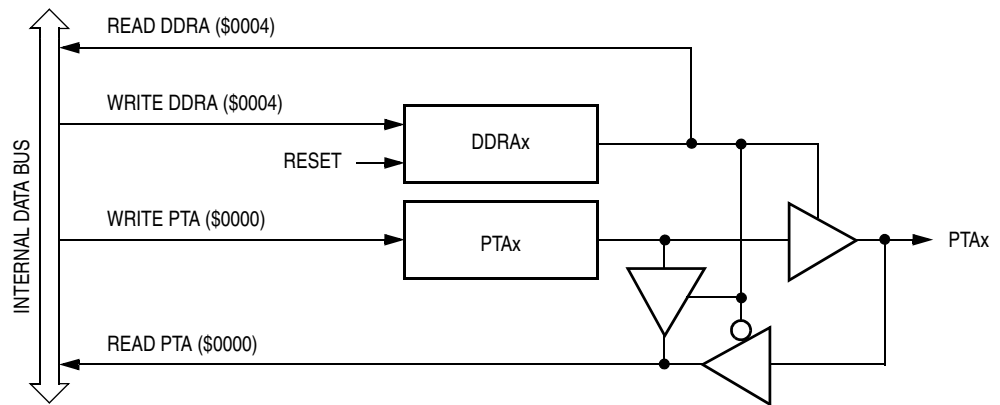 READ DDRA ($0004)
WRITE DDRA ($0004)
DDRAx
RESET
WRITE PTA ($0000)
PTAx
PTAx
INTERNAL DATA BUS
READ PTA ($0000)